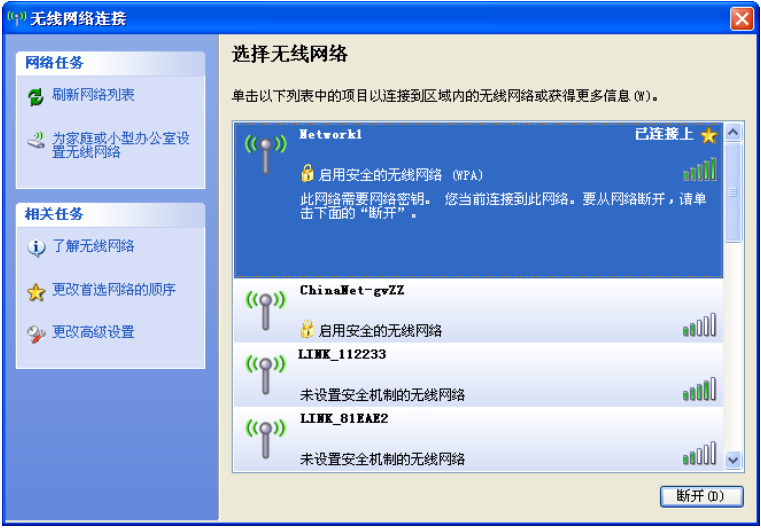 无线网络连接
网络任务
刷新网络列表
为家庭或小型办公室设
置无线网络
相关任务
了解无线网络
更改首选网络的顺序
更改高级设置
选择无线网络
单击以下列表中的项目以连接到区域内的无线网络或获得更多信息(W)。
Network1
已连接上
启用安全的无线网络 (WPA)
此网络需要网络密钥。 您当前连接到此网络。要从网络断开，请单
击下面的“断开”。
ChinaNet-gvZZ
启用安全的无线网络
LINK_112233
未设置安全机制的无线网络
LINK_81EAE2
未设置安全机制的无线网络
断开(D)